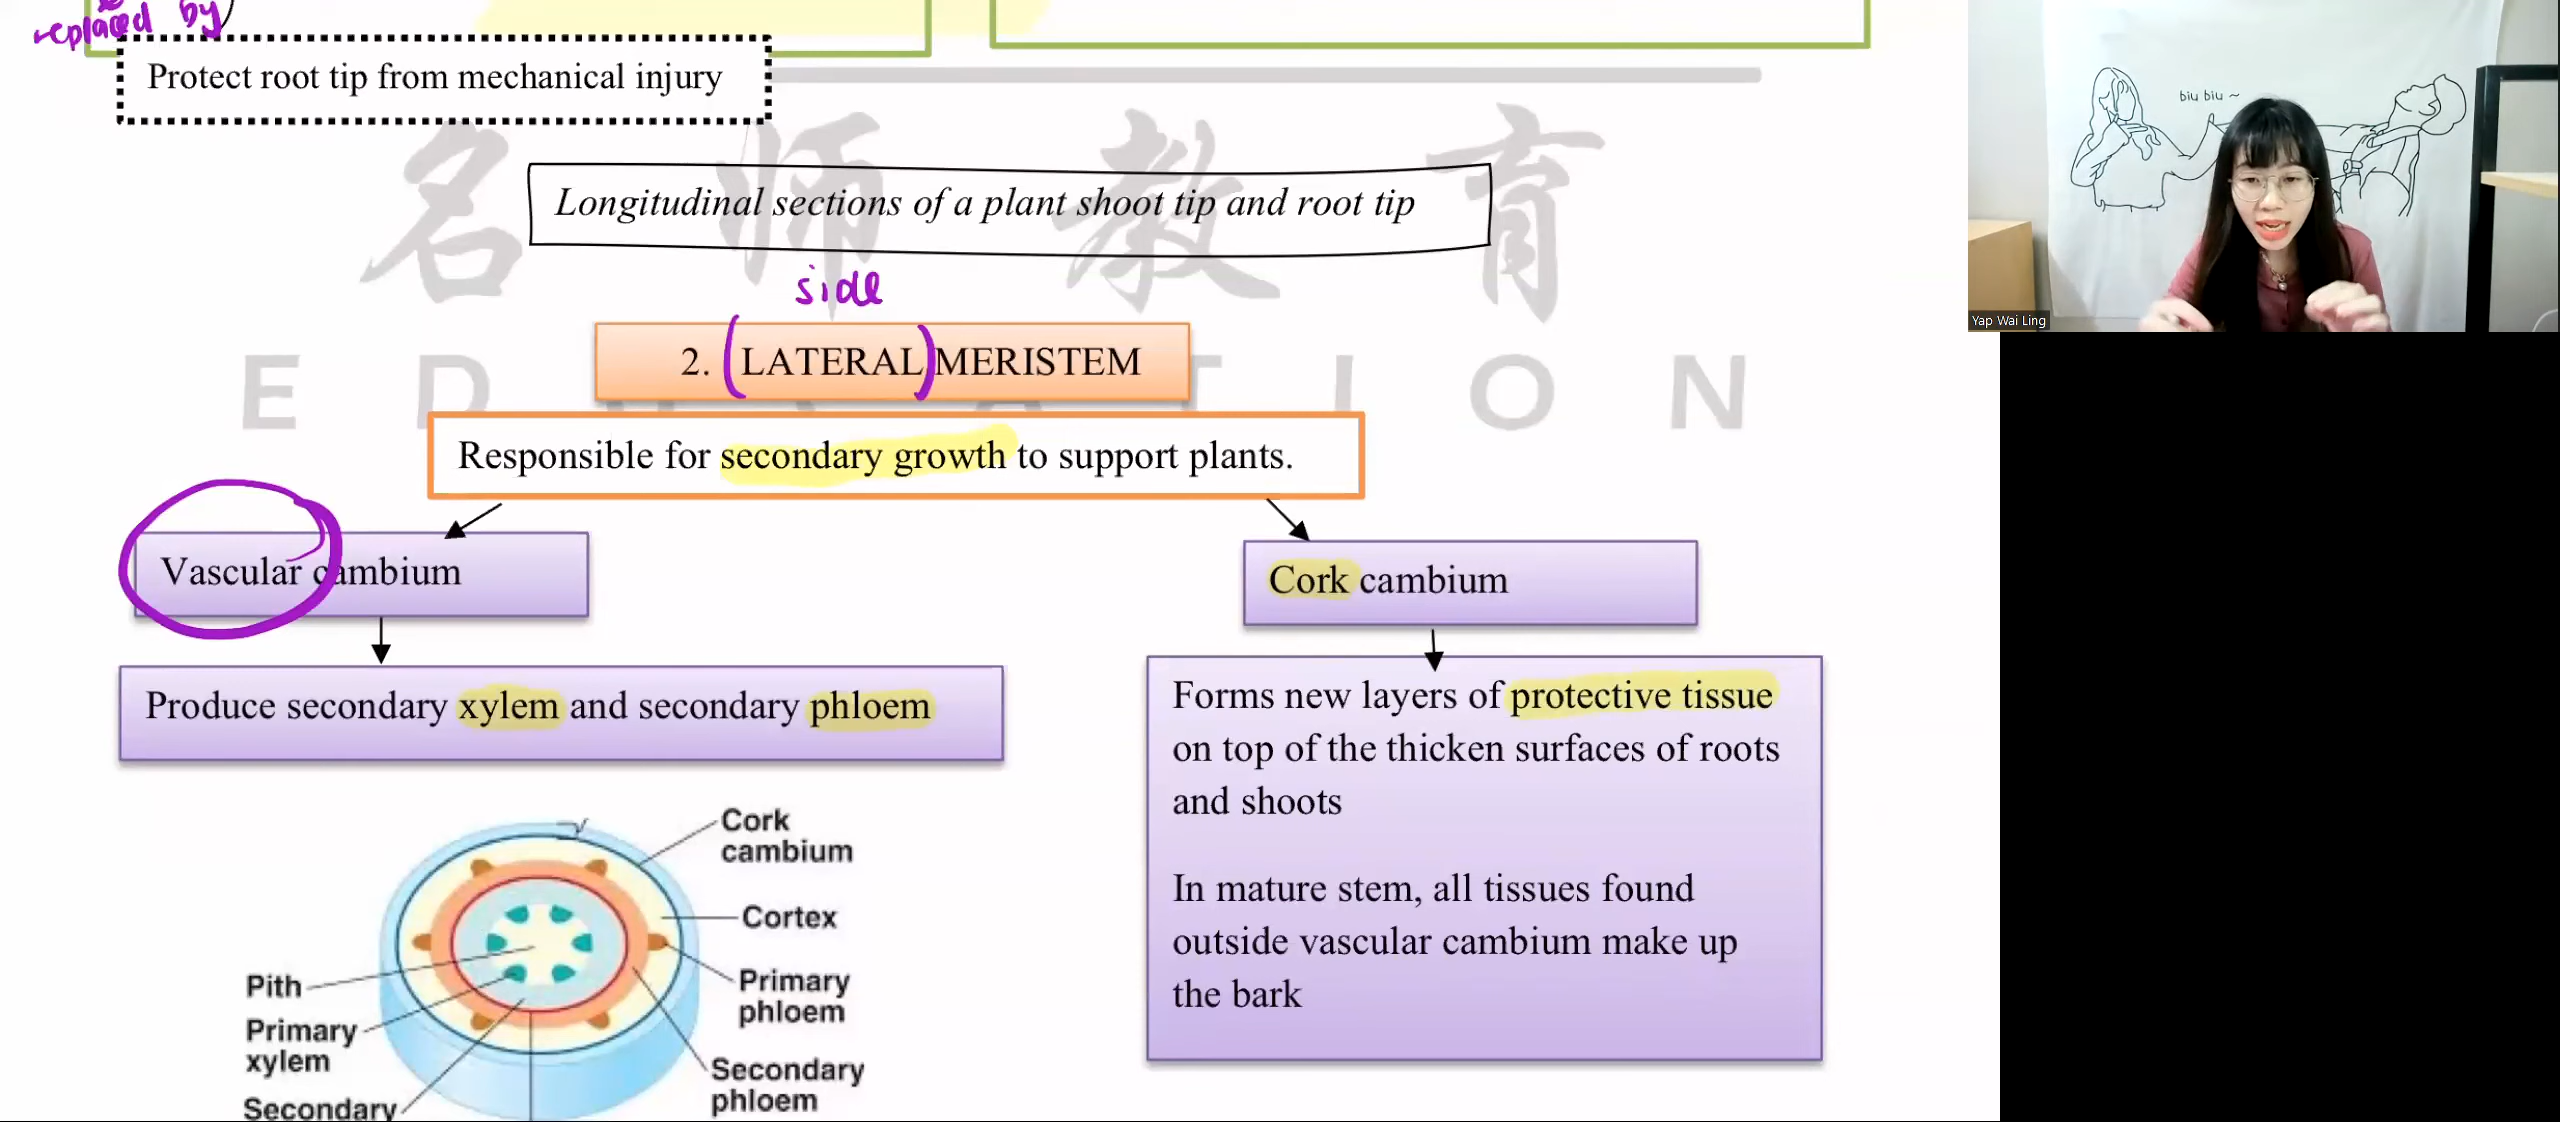 replaced by
Protect root tip from mechanical injury
名 师 教 育
Longitudinal sections of a plant shoot tip and root tip
side
2. (LATERAL) MERISTEM
Responsible for secondary growth to support plants.
Vascular cambium
Cork cambium
Produce secondary xylem and secondary phloem
Forms new layers of protective tissue
on top of the thicken surfaces of roots
and shoots
In mature stem, all tissues found
outside vascular cambium make up
the bark
Cork
cambium
Cortex
Primary
phloem
Secondary
phloem
Pith
Primary
xylem
Secondary
biu biu ~
Yap Wai Ling